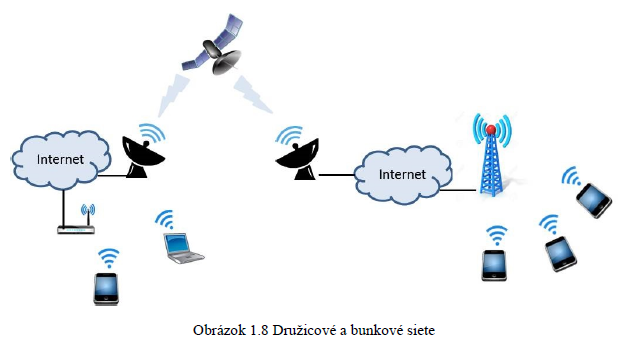 Internet
Internet
Obrázok 1.8 Družicové a bunkové siete